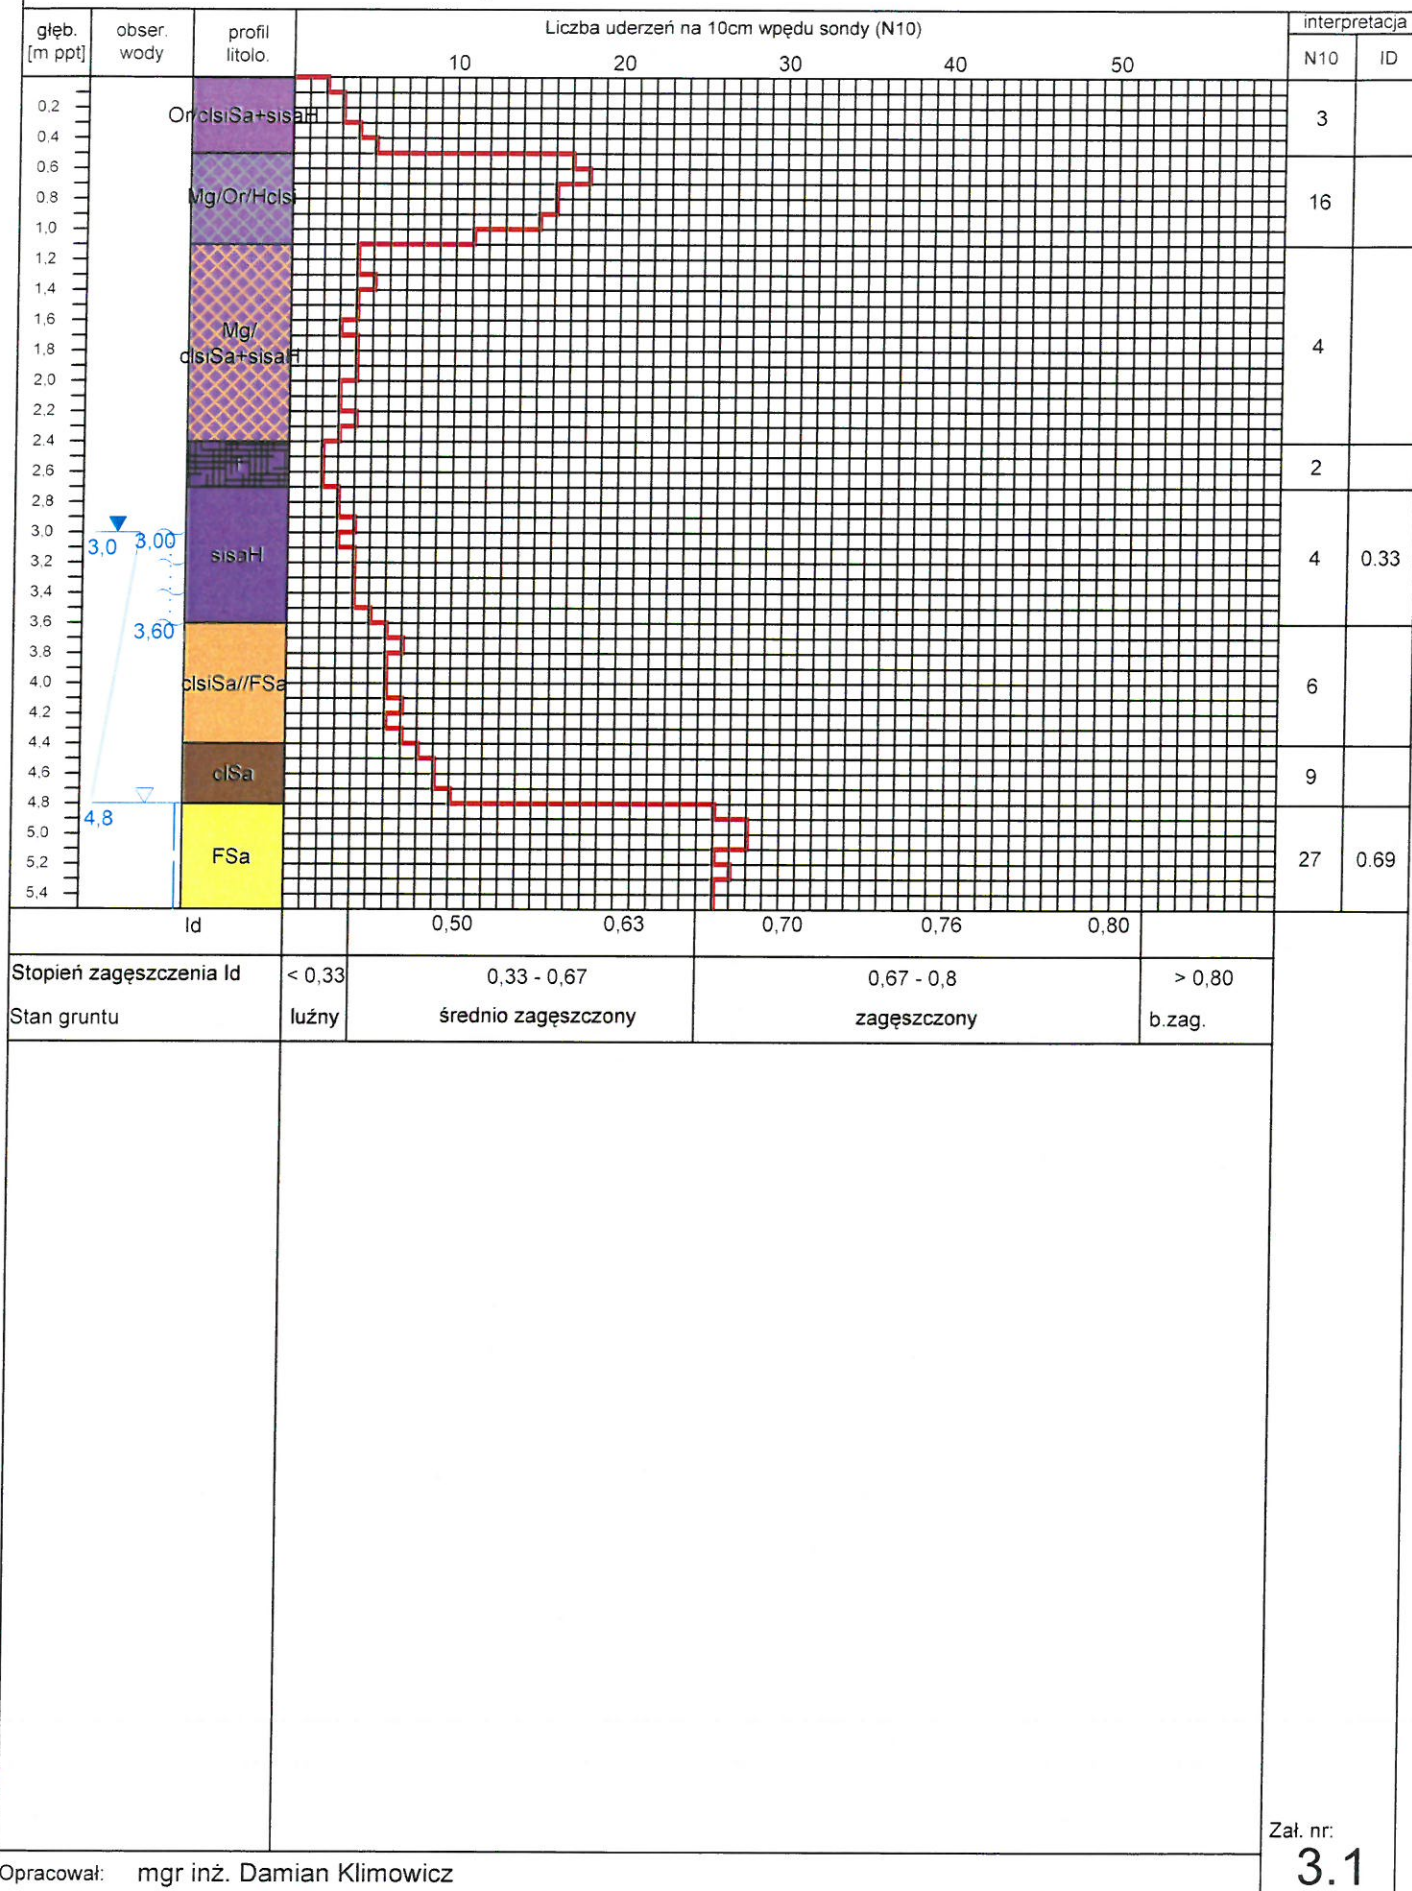 głęb. obser. profil Liczba uderzeń na 10cm wpędu sondy (N10) interpretacja
[m ppt] wody litolo. 10 20 30 40 50 N10 ID
0,2
Or/clsiSa+sisaH 3
0,4
0,6
0,8 Mg/Or/Hclsi 16
1,0
1,2
1,4
1,6 Mg/
1,8 clsiSa+sisaH 4
2,0
2,2
2,4
2,6 2
2,8
3,0
3,0 3,00
3,2 sisaH 4 0.33
3,4
3,6
3,60
3,8
4,0 clsiSa//FSa 6
4,2
4,4
4,6 clSa 9
4,8
4,8
5,0
5,2 FSa 27 0.69
5,4
Id 0,50 0,63 0,70 0,76 0,80
Stopień zagęszczenia Id < 0,33 0,33 - 0,67 0,67 - 0,8 > 0,80
Stan gruntu luźny średnio zagęszczony zagęszczony b.zag.
Zał. nr:
3.1
Opracował: mgr inż. Damian Klimowicz